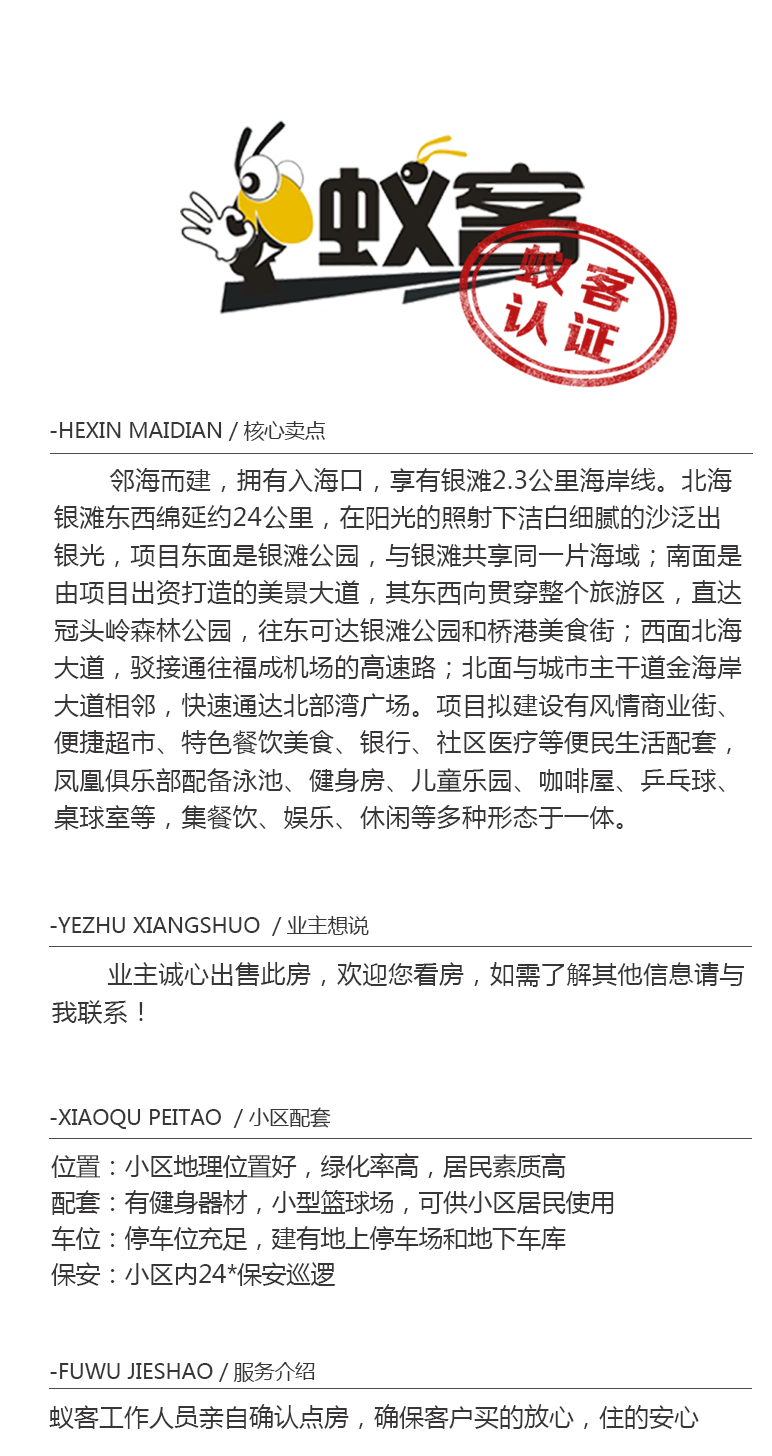 蚁客
蚁客
认证
-HEXIN MAIDIAN / 核心卖点
邻海而建，拥有入海口，享有银滩2.3公里海岸线。北海
银滩东西绵延约24公里，在阳光的照射下洁白细腻的沙泛出
银光，项目东面是银滩公园，与银滩共享同一片海域；南面是
由项目出资打造的美景大道，其东西向贯穿整个旅游区，直达
冠头岭森林公园，往东可达银滩公园和桥港美食街；西面北海
大道，驳接通往福成机场的高速路；北面与城市主干道金海岸
大道相邻，快速通达北部湾广场。项目拟建设有风情商业街、
便捷超市、特色餐饮美食、银行、社区医疗等便民生活配套，
凤凰俱乐部配备泳池、健身房、儿童乐园、咖啡屋、乒乓球、
桌球室等，集餐饮、娱乐、休闲等多种形态于一体。
-YEZHU XIANGSHUO / 业主想说
业主诚心出售此房，欢迎您看房，如需了解其他信息请与
我联系！
-XIAOQU PEITAO / 小区配套
位置：小区地理位置好，绿化率高，居民素质高
配套：有健身器材，小型篮球场，可供小区居民使用
车位：停车位充足，建有地上停车场和地下车库
保安：小区内24*保安巡逻
-FUWU JIESHAO / 服务介绍
蚁客工作人员亲自确认点房，确保客户买的放心，住的安心